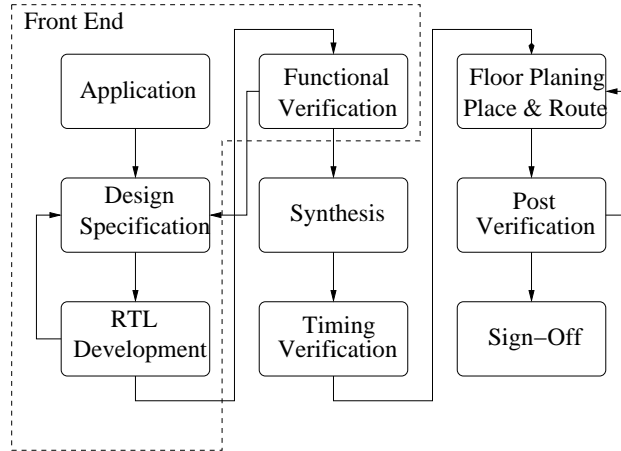 Front End
Application
Design
Specification
RTL
Development
Functional
Verification
Synthesis
Timing
Verification
Floor Planing
Place & Route
Post
Verification
Sign−Off